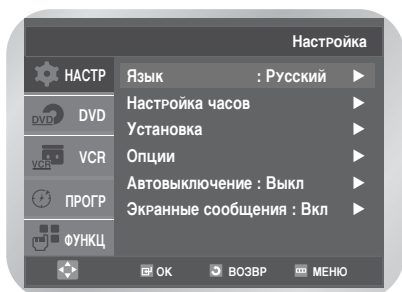 Настройка
НАСТР
Язык : Русский
Настройка часов
DVD DVD
Установка
VCR VCR
Опции
Автовыключение : Выкл
ПРОГР
Экранные сообщения : Вкл
ФУНКЦ
ОК ВОЗВР МЕНЮ